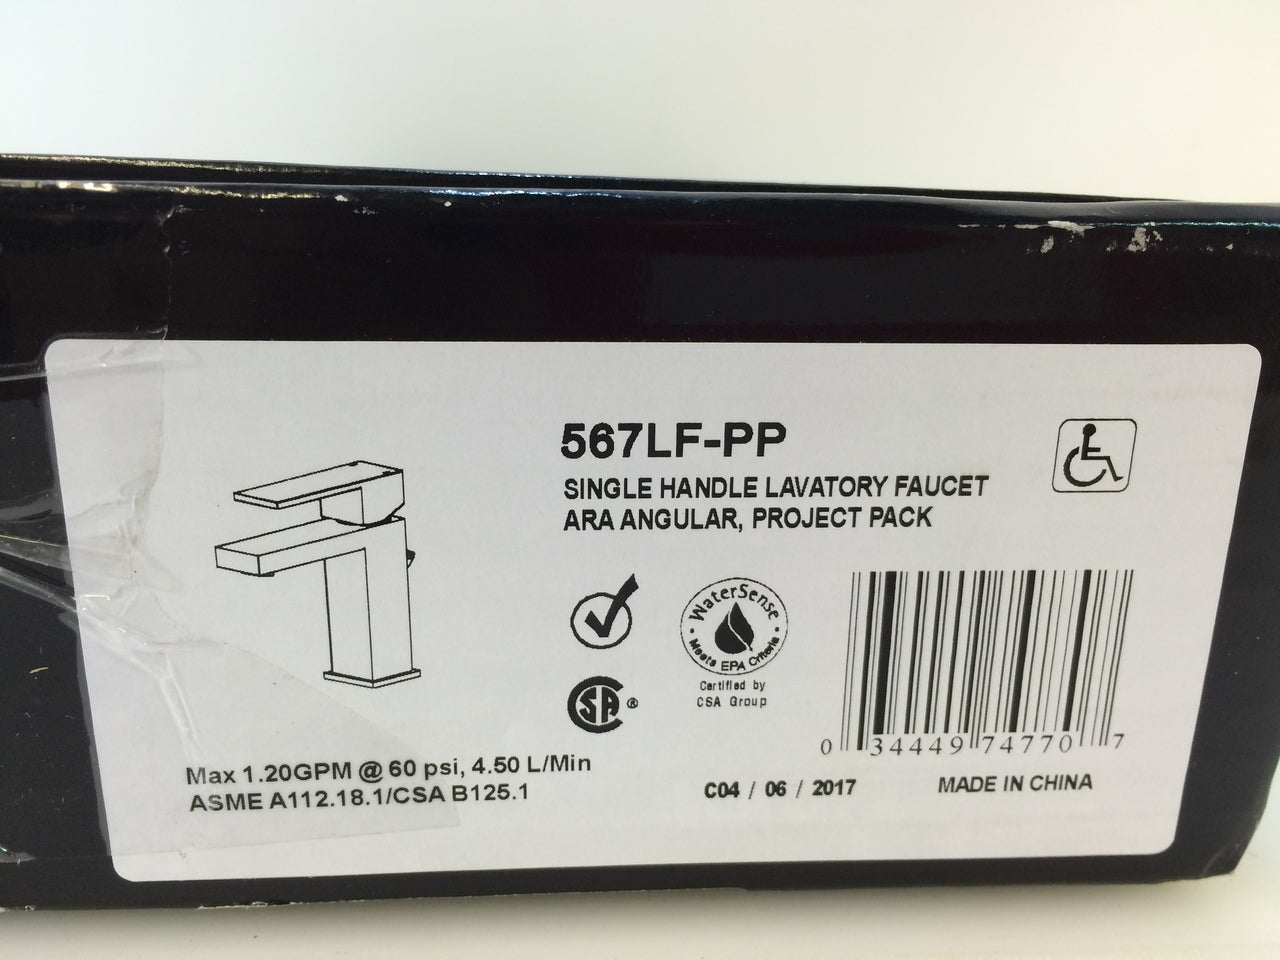 567LF-PP
SINGLE HANDLE LAVATORY FAUCET
ARA ANGULAR, PROJECT PACK
WaterSense
Meets EPA Criteria
Certified by
CSA Group
SA ®
0 34449 74770 7
Max 1.20GPM @ 60 psi, 4.50 L/Min
ASME A112.18.1/CSA B125.1
C04 / 06 / 2017
MADE IN CHINA